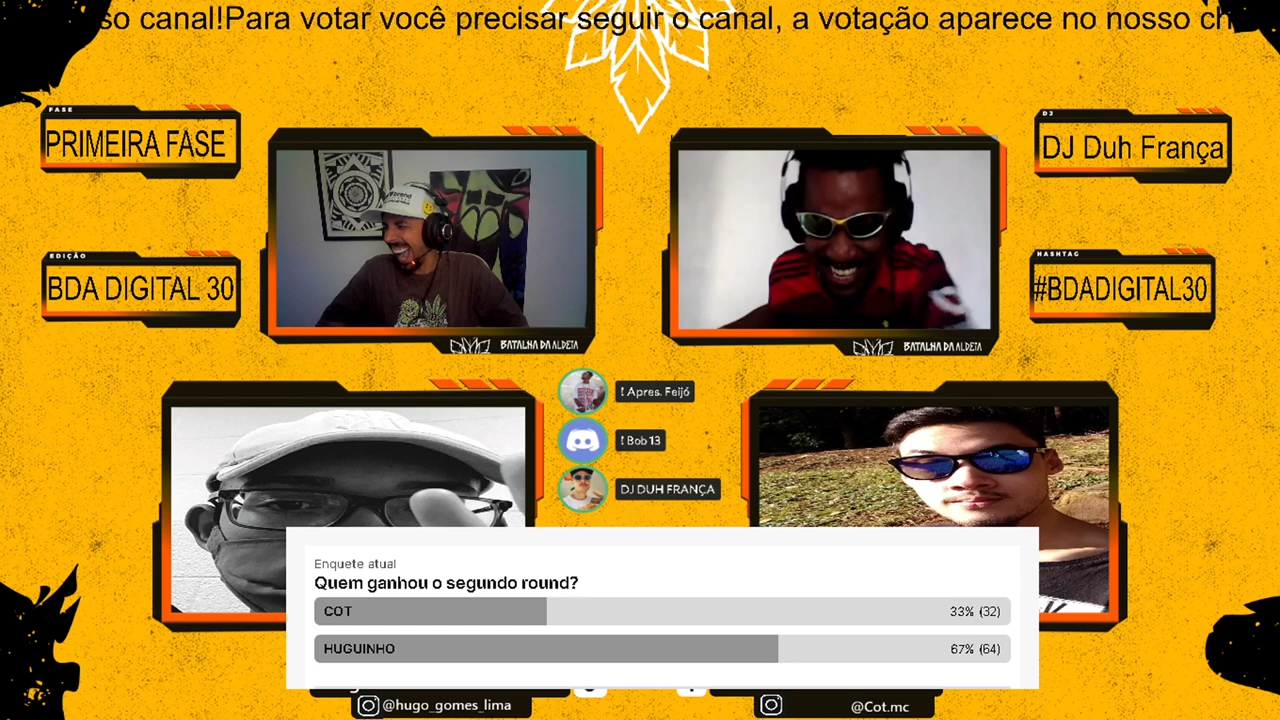 so canal!Para votar você precisar seguir o canal, a votação aparece no nosso ch
FASE
PRIMEIRA FASE
DJ
DJ Duh França
EDIÇÃO
BDA DIGITAL 30
HASHTAG
#BDADIGITAL30
BATALHA DA ALDEIA
BATALHA DA ALDEIA
! Apres. Feijó
! Bob 13
DJ DUH FRANÇA
Enquete atual
Quem ganhou o segundo round?
COT 33% (32)
HUGUINHO 67% (64)
@hugo_gomes_lima
@Cot.mc